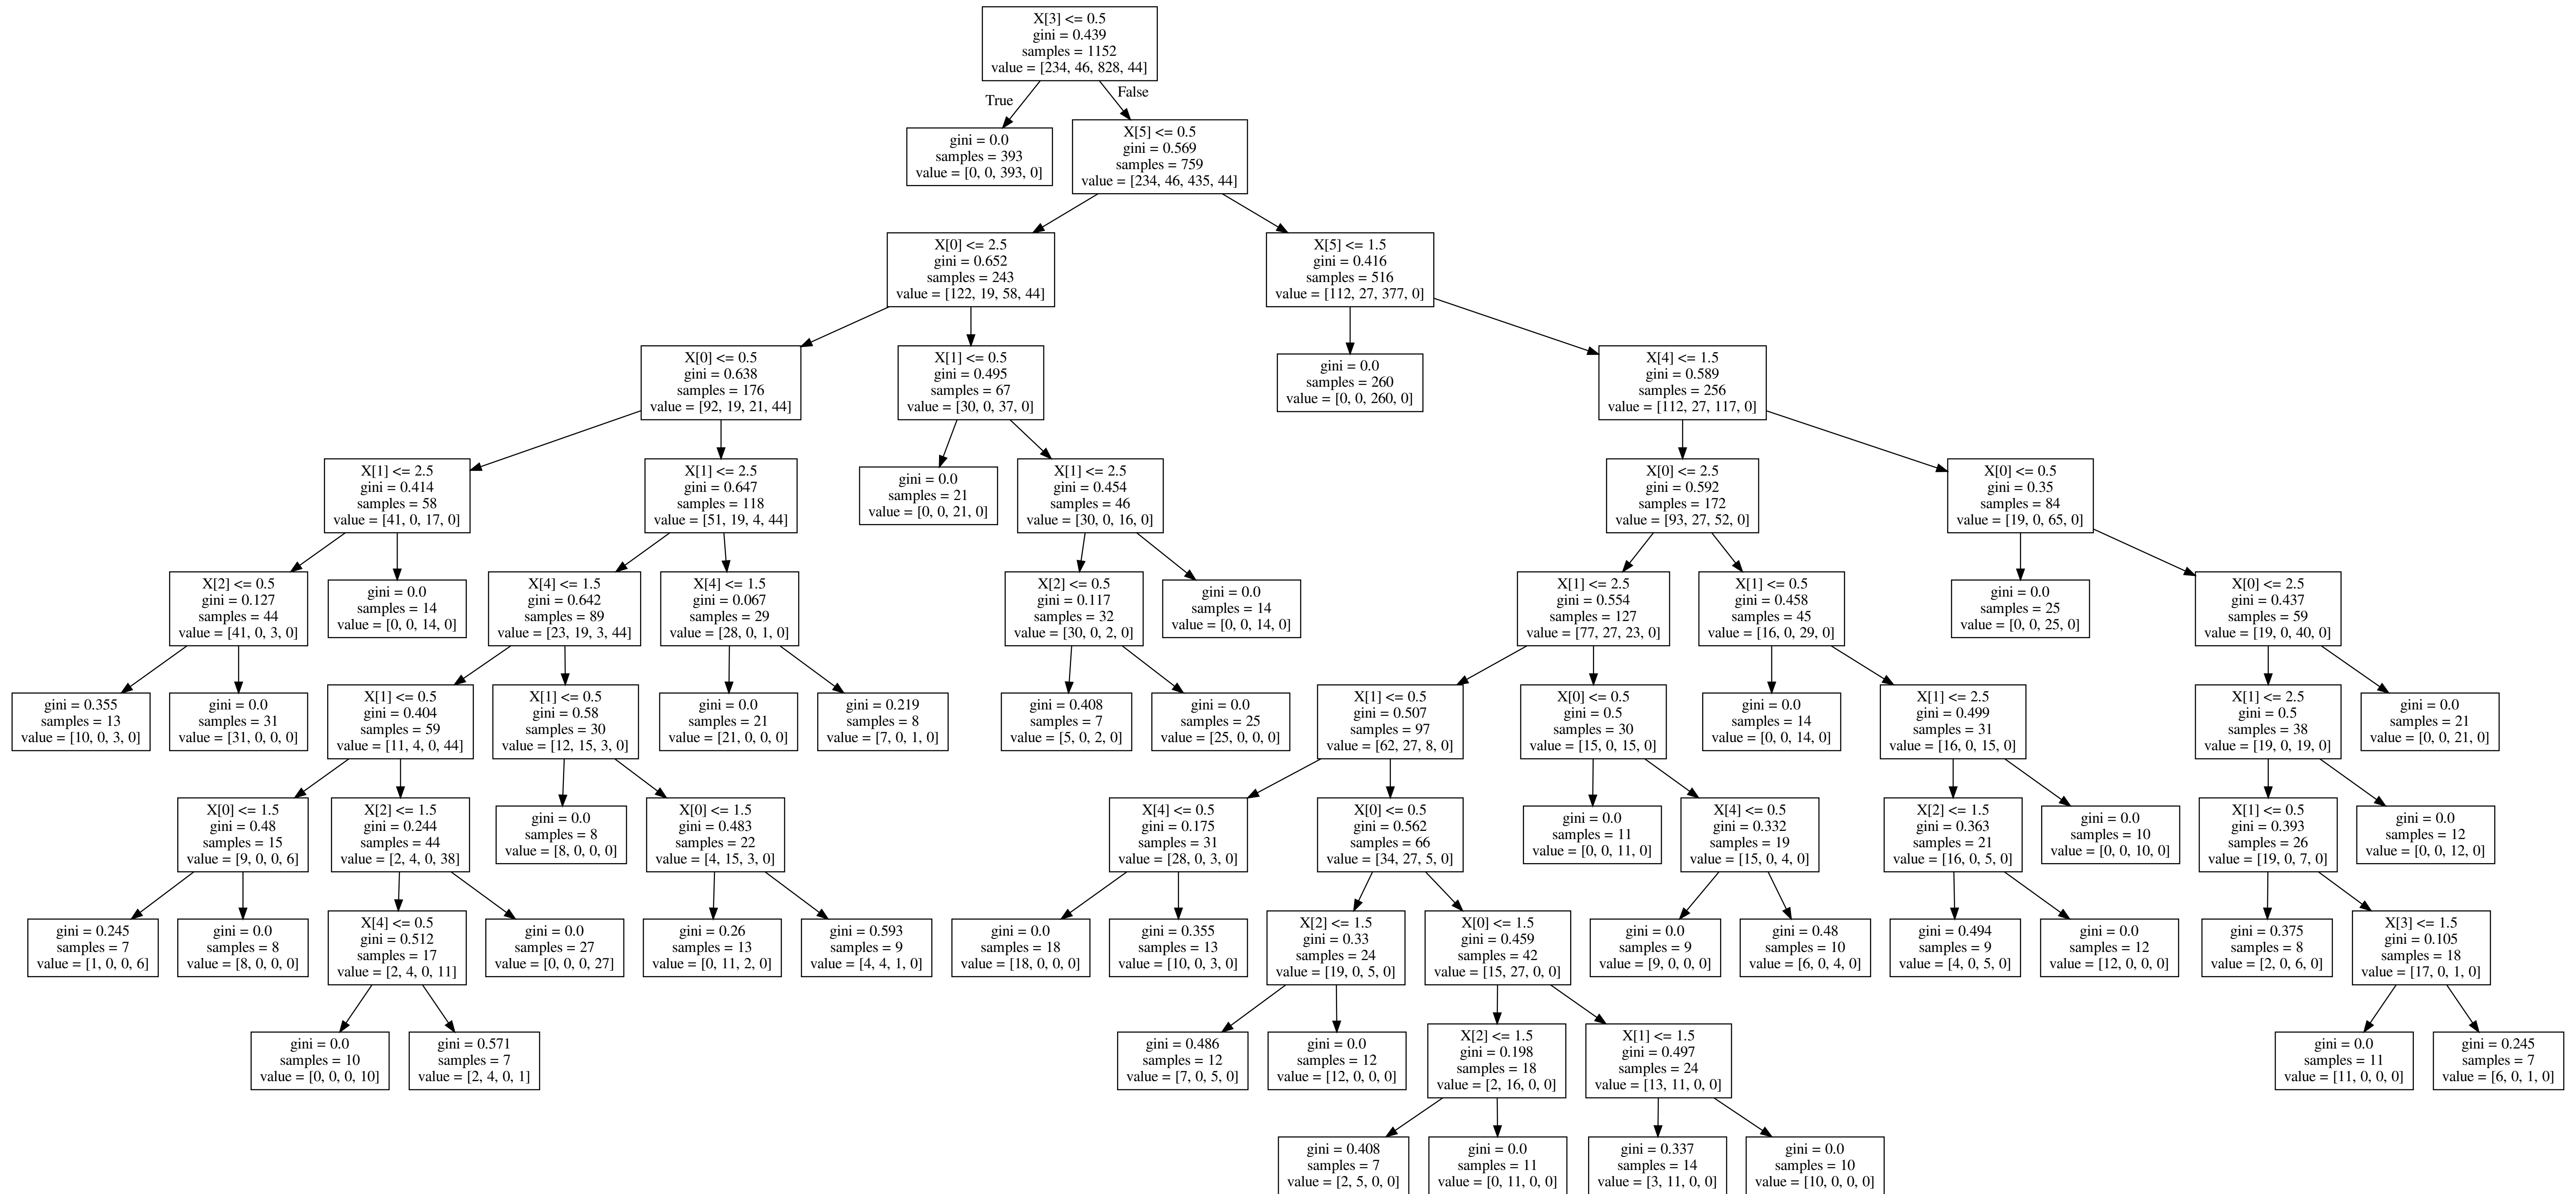 X[3] <= 0.5
gini = 0.439
samples = 1152
value = [234, 46, 828, 44]
True
False
gini = 0.0
samples = 393
value = [0, 0, 393, 0]
X[5] <= 0.5
gini = 0.569
samples = 759
value = [234, 46, 435, 44]
X[0] <= 2.5
gini = 0.652
samples = 243
value = [122, 19, 58, 44]
X[5] <= 1.5
gini = 0.416
samples = 516
value = [112, 27, 377, 0]
X[0] <= 0.5
gini = 0.638
samples = 176
value = [92, 19, 21, 44]
X[1] <= 0.5
gini = 0.495
samples = 67
value = [30, 0, 37, 0]
gini = 0.0
samples = 260
value = [0, 0, 260, 0]
X[4] <= 1.5
gini = 0.589
samples = 256
value = [112, 27, 117, 0]
X[1] <= 2.5
gini = 0.414
samples = 58
value = [41, 0, 17, 0]
X[1] <= 2.5
gini = 0.647
samples = 118
value = [51, 19, 4, 44]
gini = 0.0
samples = 21
value = [0, 0, 21, 0]
X[1] <= 2.5
gini = 0.454
samples = 46
value = [30, 0, 16, 0]
X[0] <= 2.5
gini = 0.592
samples = 172
value = [93, 27, 52, 0]
X[0] <= 0.5
gini = 0.35
samples = 84
value = [19, 0, 65, 0]
X[2] <= 0.5
gini = 0.127
samples = 44
value = [41, 0, 3, 0]
gini = 0.0
samples = 14
value = [0, 0, 14, 0]
X[4] <= 1.5
gini = 0.642
samples = 89
value = [23, 19, 3, 44]
X[4] <= 1.5
gini = 0.067
samples = 29
value = [28, 0, 1, 0]
X[2] <= 0.5
gini = 0.117
samples = 32
value = [30, 0, 2, 0]
gini = 0.0
samples = 14
value = [0, 0, 14, 0]
X[1] <= 2.5
gini = 0.554
samples = 127
value = [77, 27, 23, 0]
X[1] <= 0.5
gini = 0.458
samples = 45
value = [16, 0, 29, 0]
gini = 0.0
samples = 25
value = [0, 0, 25, 0]
X[0] <= 2.5
gini = 0.437
samples = 59
value = [19, 0, 40, 0]
gini = 0.355
samples = 13
value = [10, 0, 3, 0]
gini = 0.0
samples = 31
value = [31, 0, 0, 0]
X[1] <= 0.5
gini = 0.404
samples = 59
value = [11, 4, 0, 44]
X[1] <= 0.5
gini = 0.58
samples = 30
value = [12, 15, 3, 0]
gini = 0.0
samples = 21
value = [21, 0, 0, 0]
gini = 0.219
samples = 8
value = [7, 0, 1, 0]
gini = 0.408
samples = 7
value = [5, 0, 2, 0]
gini = 0.0
samples = 25
value = [25, 0, 0, 0]
X[1] <= 0.5
gini = 0.507
samples = 97
value = [62, 27, 8, 0]
X[0] <= 0.5
gini = 0.5
samples = 30
value = [15, 0, 15, 0]
gini = 0.0
samples = 14
value = [0, 0, 14, 0]
X[1] <= 2.5
gini = 0.499
samples = 31
value = [16, 0, 15, 0]
X[1] <= 2.5
gini = 0.5
samples = 38
value = [19, 0, 19, 0]
gini = 0.0
samples = 21
value = [0, 0, 21, 0]
X[0] <= 1.5
gini = 0.48
samples = 15
value = [9, 0, 0, 6]
X[2] <= 1.5
gini = 0.244
samples = 44
value = [2, 4, 0, 38]
gini = 0.0
samples = 8
value = [8, 0, 0, 0]
X[0] <= 1.5
gini = 0.483
samples = 22
value = [4, 15, 3, 0]
X[4] <= 0.5
gini = 0.175
samples = 31
value = [28, 0, 3, 0]
X[0] <= 0.5
gini = 0.562
samples = 66
value = [34, 27, 5, 0]
gini = 0.0
samples = 11
value = [0, 0, 11, 0]
X[4] <= 0.5
gini = 0.332
samples = 19
value = [15, 0, 4, 0]
X[2] <= 1.5
gini = 0.363
samples = 21
value = [16, 0, 5, 0]
gini = 0.0
samples = 10
value = [0, 0, 10, 0]
X[1] <= 0.5
gini = 0.393
samples = 26
value = [19, 0, 7, 0]
gini = 0.0
samples = 12
value = [0, 0, 12, 0]
gini = 0.245
samples = 7
value = [1, 0, 0, 6]
gini = 0.0
samples = 8
value = [8, 0, 0, 0]
X[4] <= 0.5
gini = 0.512
samples = 17
value = [2, 4, 0, 11]
gini = 0.0
samples = 27
value = [0, 0, 0, 27]
gini = 0.26
samples = 13
value = [0, 11, 2, 0]
gini = 0.593
samples = 9
value = [4, 4, 1, 0]
gini = 0.0
samples = 18
value = [18, 0, 0, 0]
gini = 0.355
samples = 13
value = [10, 0, 3, 0]
X[2] <= 1.5
gini = 0.33
samples = 24
value = [19, 0, 5, 0]
X[0] <= 1.5
gini = 0.459
samples = 42
value = [15, 27, 0, 0]
gini = 0.0
samples = 9
value = [9, 0, 0, 0]
gini = 0.48
samples = 10
value = [6, 0, 4, 0]
gini = 0.494
samples = 9
value = [4, 0, 5, 0]
gini = 0.0
samples = 12
value = [12, 0, 0, 0]
gini = 0.375
samples = 8
value = [2, 0, 6, 0]
X[3] <= 1.5
gini = 0.105
samples = 18
value = [17, 0, 1, 0]
gini = 0.0
samples = 10
value = [0, 0, 0, 10]
gini = 0.571
samples = 7
value = [2, 4, 0, 1]
gini = 0.486
samples = 12
value = [7, 0, 5, 0]
gini = 0.0
samples = 12
value = [12, 0, 0, 0]
X[2] <= 1.5
gini = 0.198
samples = 18
value = [2, 16, 0, 0]
X[1] <= 1.5
gini = 0.497
samples = 24
value = [13, 11, 0, 0]
gini = 0.0
samples = 11
value = [11, 0, 0, 0]
gini = 0.245
samples = 7
value = [6, 0, 1, 0]
gini = 0.408
samples = 7
value = [2, 5, 0, 0]
gini = 0.0
samples = 11
value = [0, 11, 0, 0]
gini = 0.337
samples = 14
value = [3, 11, 0, 0]
gini = 0.0
samples = 10
value = [10, 0, 0, 0]